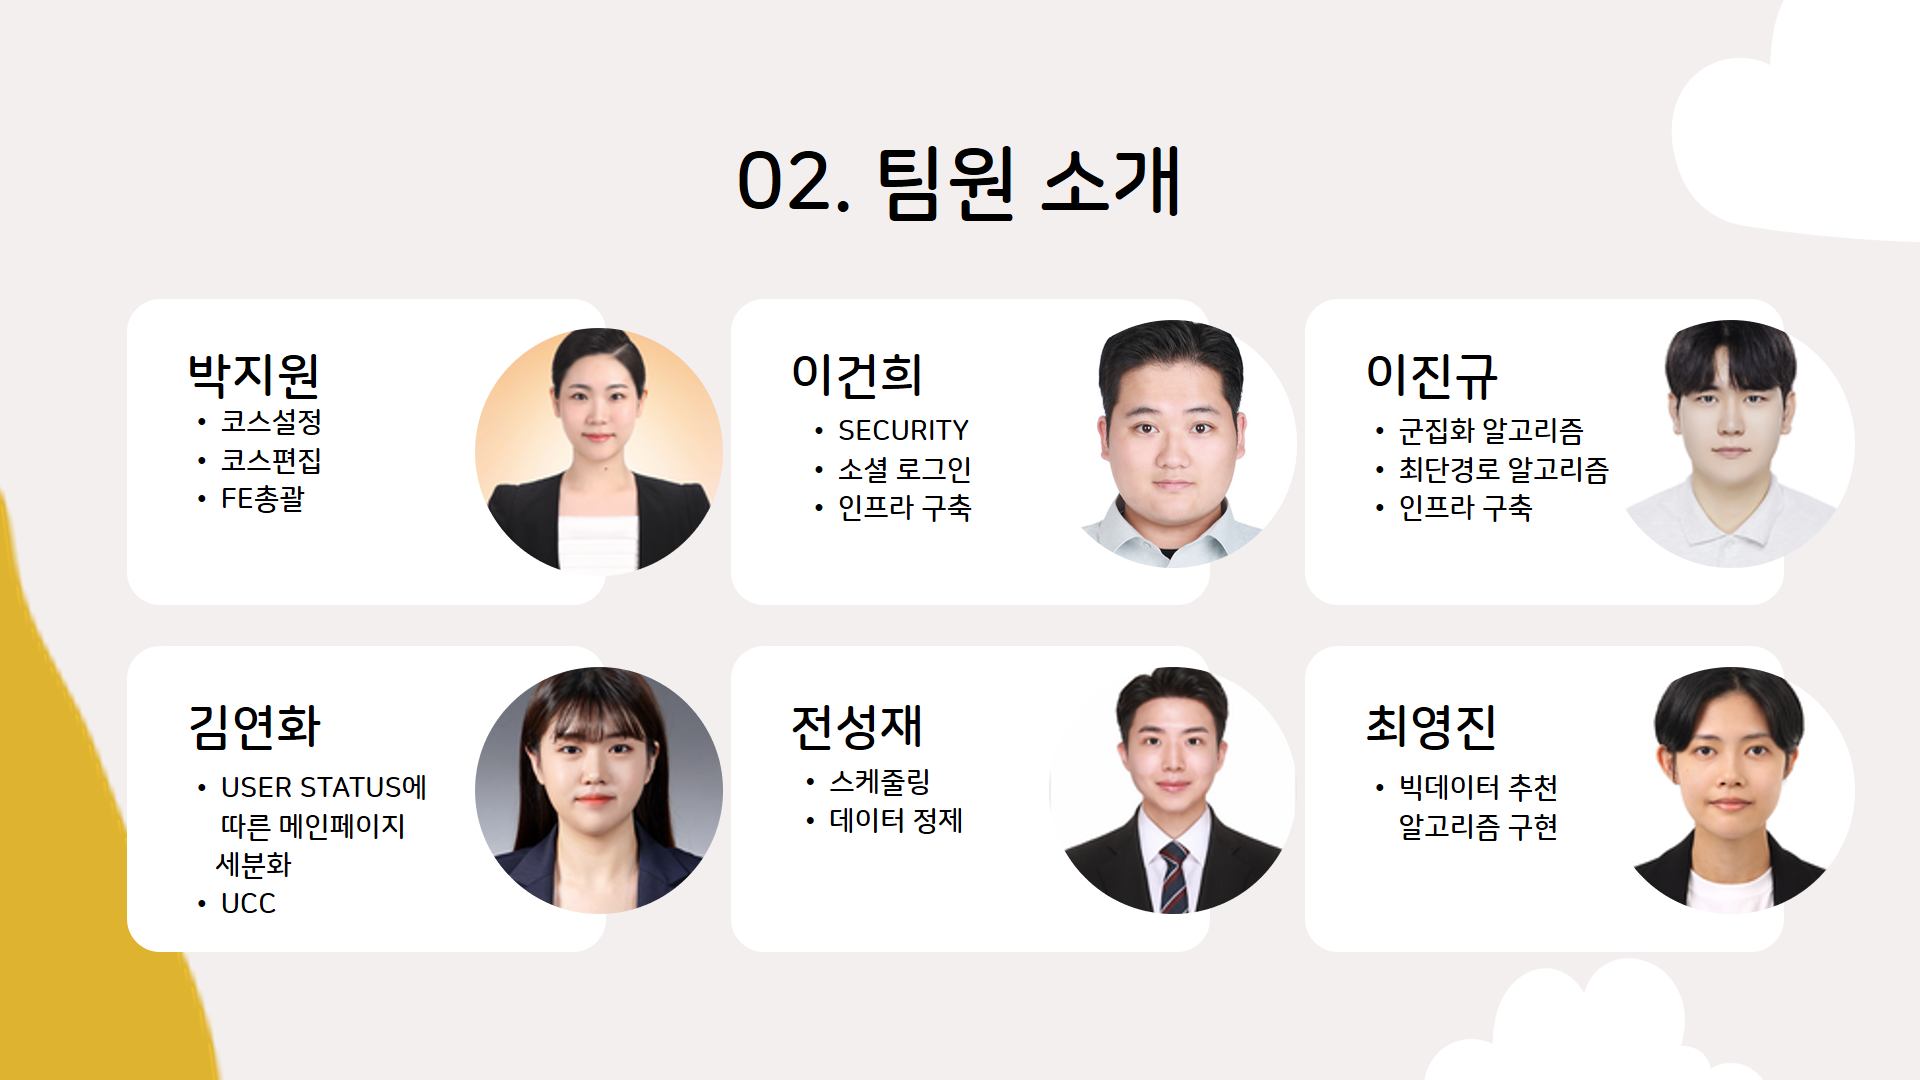 02. 팀원 소개
박지원
• 코스설정
• 코스편집
• FE총괄
이건희
• SECURITY
• 소셜 로그인
• 인프라 구축
이진규
• 군집화 알고리즘
• 최단경로 알고리즘
• 인프라 구축
김연화
• USER STATUS에
따른 메인페이지
세분화
• UCC
전성재
• 스케줄링
• 데이터 정제
최영진
• 빅데이터 추천
알고리즘 구현